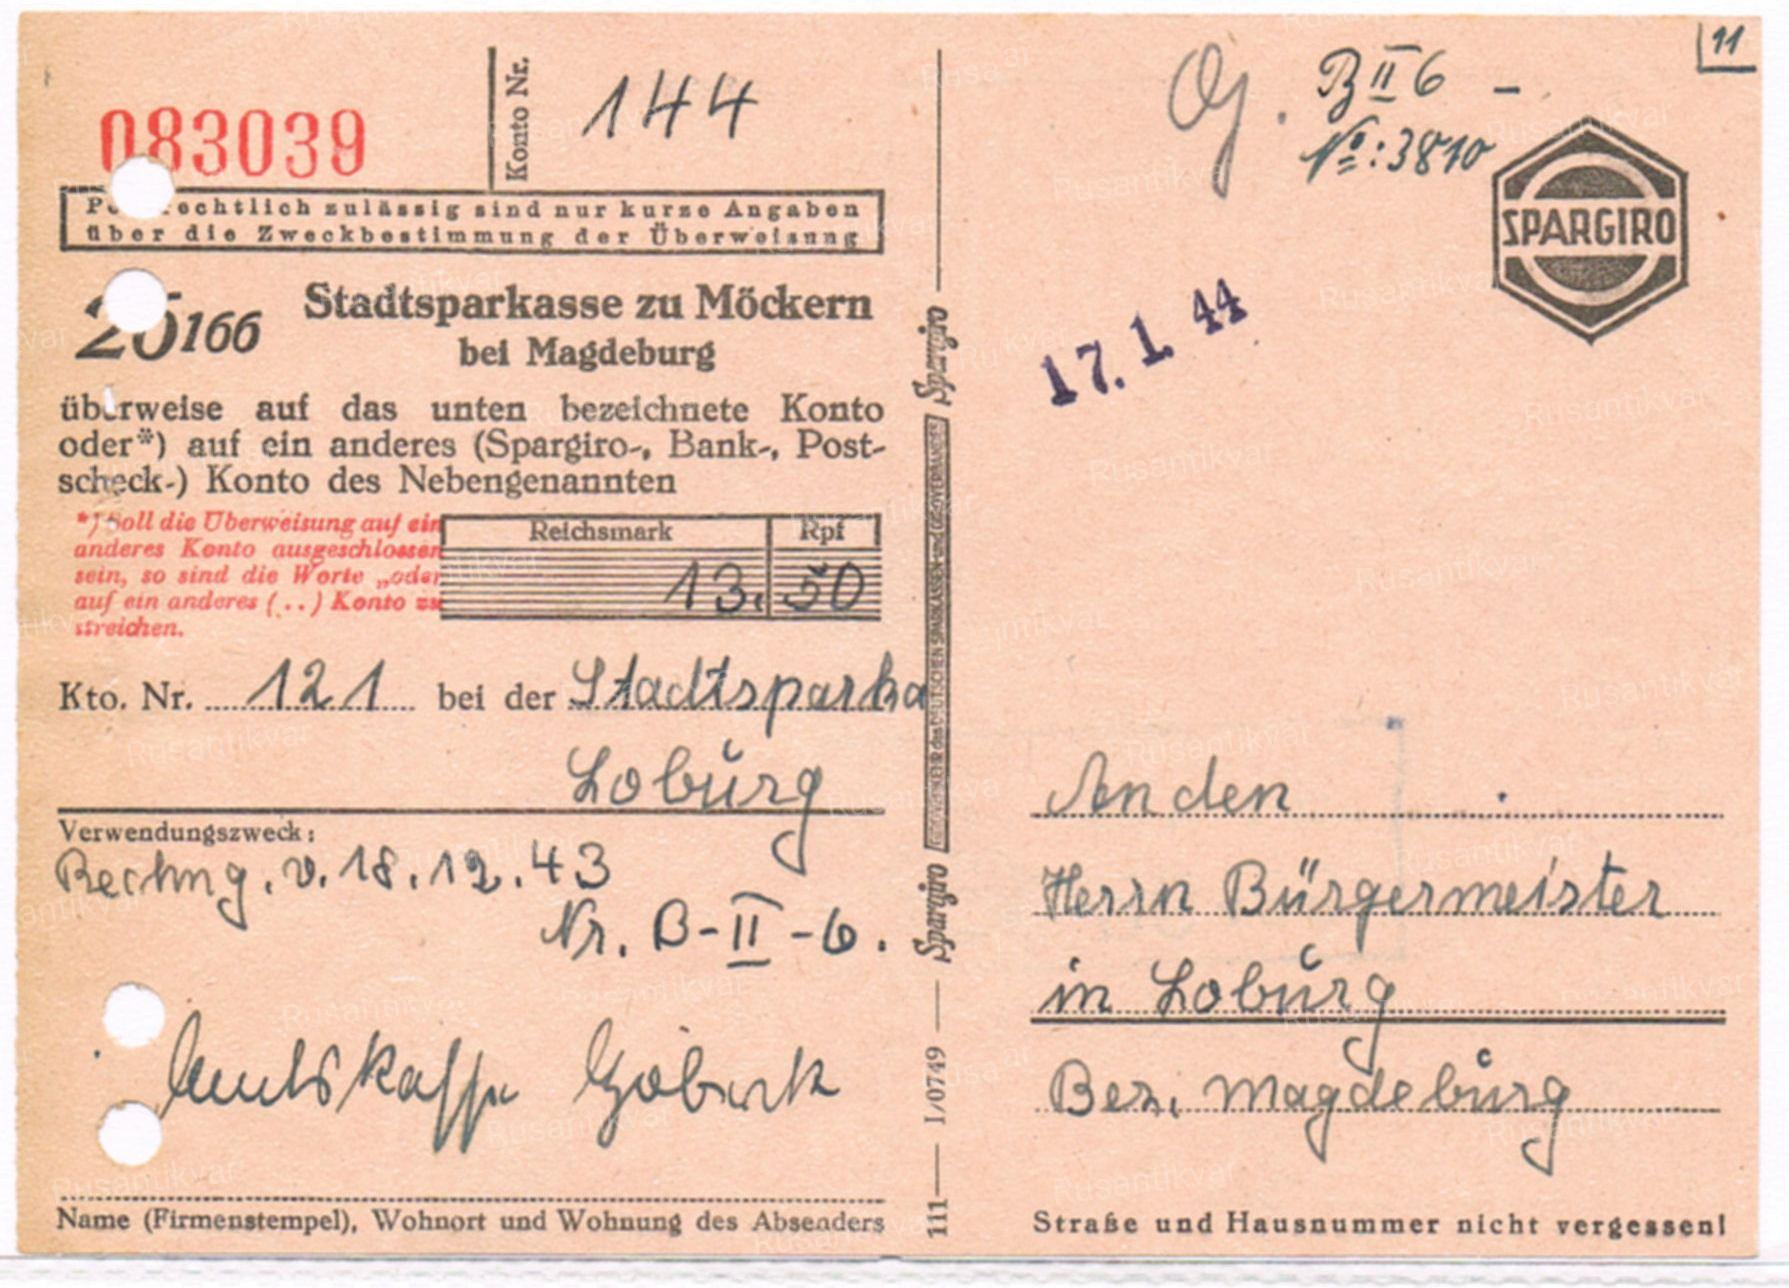 083039
Konto Nr. 144
Po rechtlich zulässig sind nur kurze Angaben
über die Zweckbestimmung der Überweisung
25166
Stadtsparkasse zu Möckern
bei Magdeburg
überweise auf das unten bezeichnete Konto
oder*) auf ein anderes (Spargiro-, Bank-, Post-
scheck-) Konto des Nebengenannten
*) Soll die Überweisung auf ein
anderes Konto ausgeschlossen
sein, so sind die Worte „oder
auf ein anderes (..) Konto zu
streichen.
Reichsmark Rpf
13. 50
Kto. Nr. 121 bei der Stadtsparka
Loburg
Verwendungszweck:
Rechng. v. 18.12.43
Nr. B-II-6.
Amtskasse
Name (Firmenstempel), Wohnort und Wohnung des Absenders
Spargiro
Spargiro
111 — I/0749
11
B II 6 -
No: 3810
SPARGIRO
17. 1. 44
An den
Herrn Bürgermeister
in Loburg
Bez. Magdeburg
Straße und Hausnummer nicht vergessen!
Rusantikvar